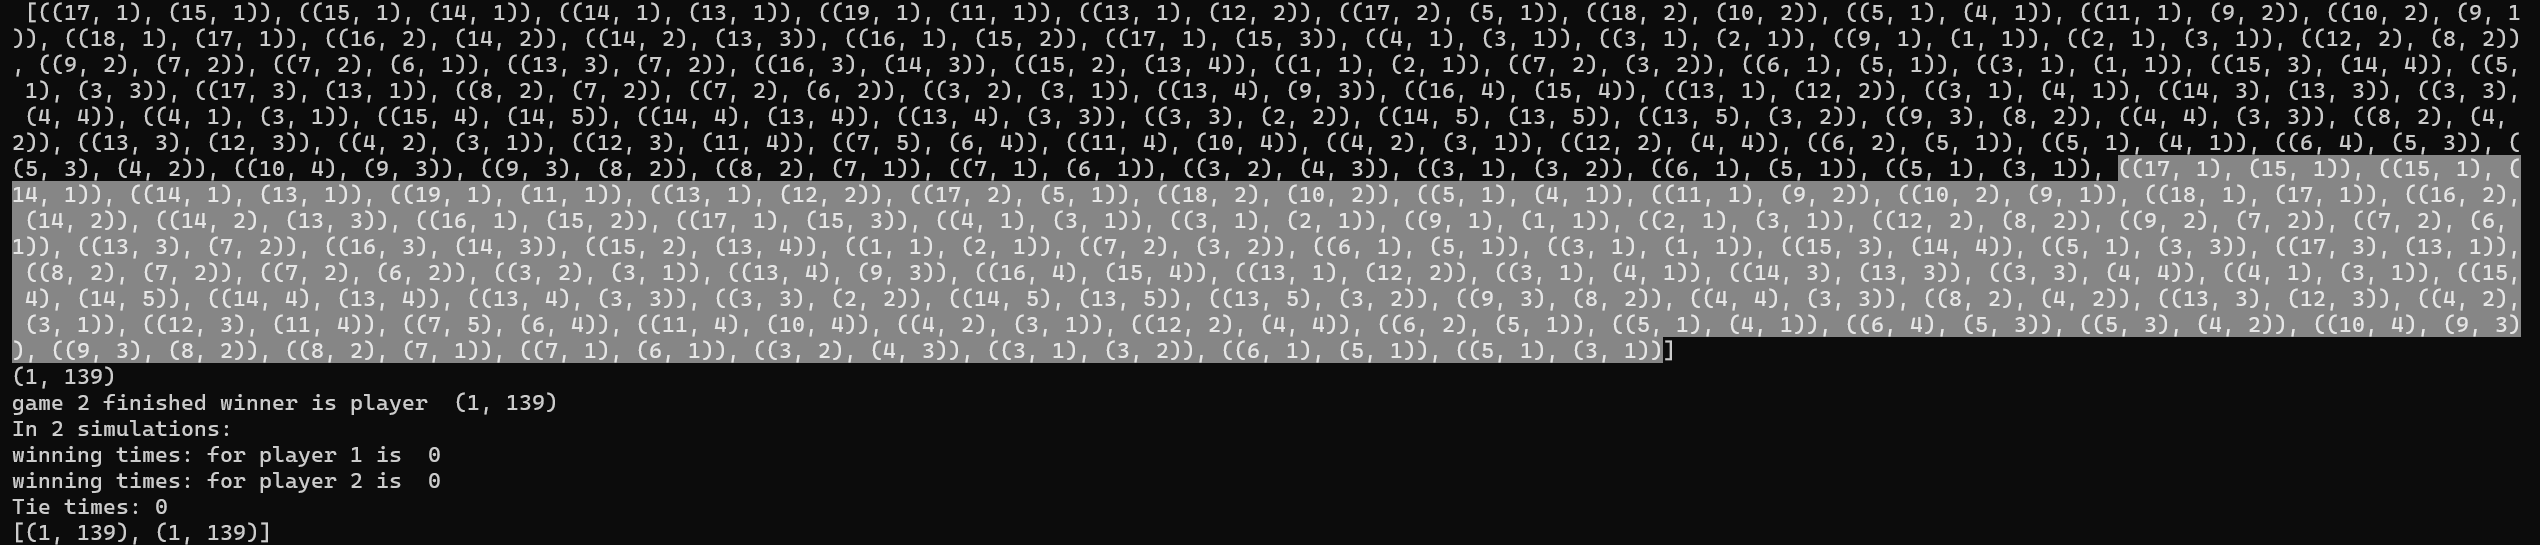 [((17, 1), (15, 1)), ((15, 1), (14, 1)), ((14, 1), (13, 1)), ((19, 1), (11, 1)), ((13, 1), (12, 2)), ((17, 2), (5, 1)), ((18, 2), (10, 2)), ((5, 1), (4, 1)), ((11, 1), (9, 2)), ((10, 2), (9, 1
)), ((18, 1), (17, 1)), ((16, 2), (14, 2)), ((14, 2), (13, 3)), ((16, 1), (15, 2)), ((17, 1), (15, 3)), ((4, 1), (3, 1)), ((3, 1), (2, 1)), ((9, 1), (1, 1)), ((2, 1), (3, 1)), ((12, 2), (8, 2))
, ((9, 2), (7, 2)), ((7, 2), (6, 1)), ((13, 3), (7, 2)), ((16, 3), (14, 3)), ((15, 2), (13, 4)), ((1, 1), (2, 1)), ((7, 2), (3, 2)), ((6, 1), (5, 1)), ((3, 1), (1, 1)), ((15, 3), (14, 4)), ((5,
1), (3, 3)), ((17, 3), (13, 1)), ((8, 2), (7, 2)), ((7, 2), (6, 2)), ((3, 2), (3, 1)), ((13, 4), (9, 3)), ((16, 4), (15, 4)), ((13, 1), (12, 2)), ((3, 1), (4, 1)), ((14, 3), (13, 3)), ((3, 3),
(4, 4)), ((4, 1), (3, 1)), ((15, 4), (14, 5)), ((14, 4), (13, 4)), ((13, 4), (3, 3)), ((3, 3), (2, 2)), ((14, 5), (13, 5)), ((13, 5), (3, 2)), ((9, 3), (8, 2)), ((4, 4), (3, 3)), ((8, 2), (4,
2)), ((13, 3), (12, 3)), ((4, 2), (3, 1)), ((12, 3), (11, 4)), ((7, 5), (6, 4)), ((11, 4), (10, 4)), ((4, 2), (3, 1)), ((12, 2), (4, 4)), ((6, 2), (5, 1)), ((5, 1), (4, 1)), ((6, 4), (5, 3)), (
(5, 3), (4, 2)), ((10, 4), (9, 3)), ((9, 3), (8, 2)), ((8, 2), (7, 1)), ((7, 1), (6, 1)), ((3, 2), (4, 3)), ((3, 1), (3, 2)), ((6, 1), (5, 1)), ((5, 1), (3, 1)), ((17, 1), (15, 1)), ((15, 1), (
14, 1)), ((14, 1), (13, 1)), ((19, 1), (11, 1)), ((13, 1), (12, 2)), ((17, 2), (5, 1)), ((18, 2), (10, 2)), ((5, 1), (4, 1)), ((11, 1), (9, 2)), ((10, 2), (9, 1)), ((18, 1), (17, 1)), ((16, 2),
(14, 2)), ((14, 2), (13, 3)), ((16, 1), (15, 2)), ((17, 1), (15, 3)), ((4, 1), (3, 1)), ((3, 1), (2, 1)), ((9, 1), (1, 1)), ((2, 1), (3, 1)), ((12, 2), (8, 2)), ((9, 2), (7, 2)), ((7, 2), (6,
1)), ((13, 3), (7, 2)), ((16, 3), (14, 3)), ((15, 2), (13, 4)), ((1, 1), (2, 1)), ((7, 2), (3, 2)), ((6, 1), (5, 1)), ((3, 1), (1, 1)), ((15, 3), (14, 4)), ((5, 1), (3, 3)), ((17, 3), (13, 1)),
((8, 2), (7, 2)), ((7, 2), (6, 2)), ((3, 2), (3, 1)), ((13, 4), (9, 3)), ((16, 4), (15, 4)), ((13, 1), (12, 2)), ((3, 1), (4, 1)), ((14, 3), (13, 3)), ((3, 3), (4, 4)), ((4, 1), (3, 1)), ((15,
4), (14, 5)), ((14, 4), (13, 4)), ((13, 4), (3, 3)), ((3, 3), (2, 2)), ((14, 5), (13, 5)), ((13, 5), (3, 2)), ((9, 3), (8, 2)), ((4, 4), (3, 3)), ((8, 2), (4, 2)), ((13, 3), (12, 3)), ((4, 2),
(3, 1)), ((12, 3), (11, 4)), ((7, 5), (6, 4)), ((11, 4), (10, 4)), ((4, 2), (3, 1)), ((12, 2), (4, 4)), ((6, 2), (5, 1)), ((5, 1), (4, 1)), ((6, 4), (5, 3)), ((5, 3), (4, 2)), ((10, 4), (9, 3)
), ((9, 3), (8, 2)), ((8, 2), (7, 1)), ((7, 1), (6, 1)), ((3, 2), (4, 3)), ((3, 1), (3, 2)), ((6, 1), (5, 1)), ((5, 1), (3, 1))]
(1, 139)
game 2 finished winner is player  (1, 139)
In 2 simulations:
winning times: for player 1 is  0
winning times: for player 2 is  0
Tie times: 0
[(1, 139), (1, 139)]